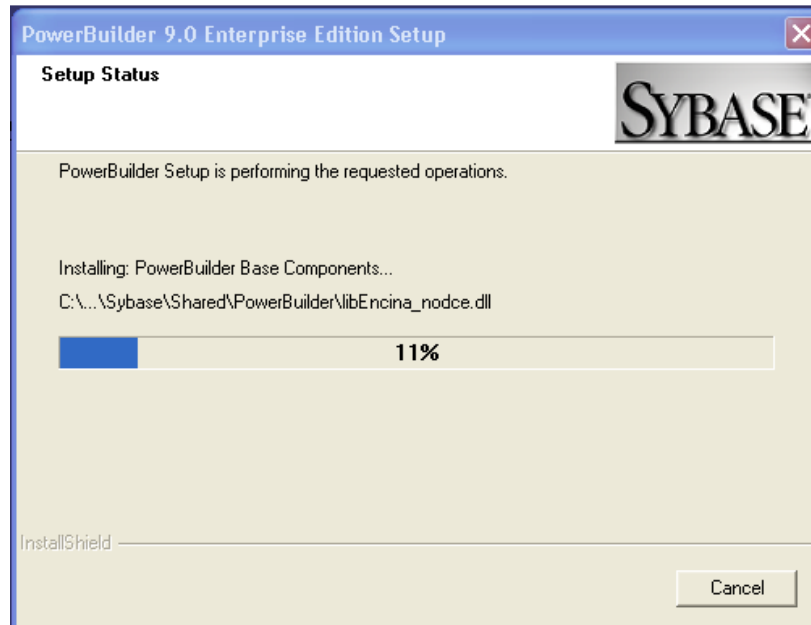 PowerBuilder 9.0 Enterprise Edition Setup
Setup Status
SYBASE
PowerBuilder Setup is performing the requested operations.
Installing: PowerBuilder Base Components...
C:\...\Sybase\Shared\PowerBuilder\libEncina_nodce.dll
11%
InstallShield
Cancel